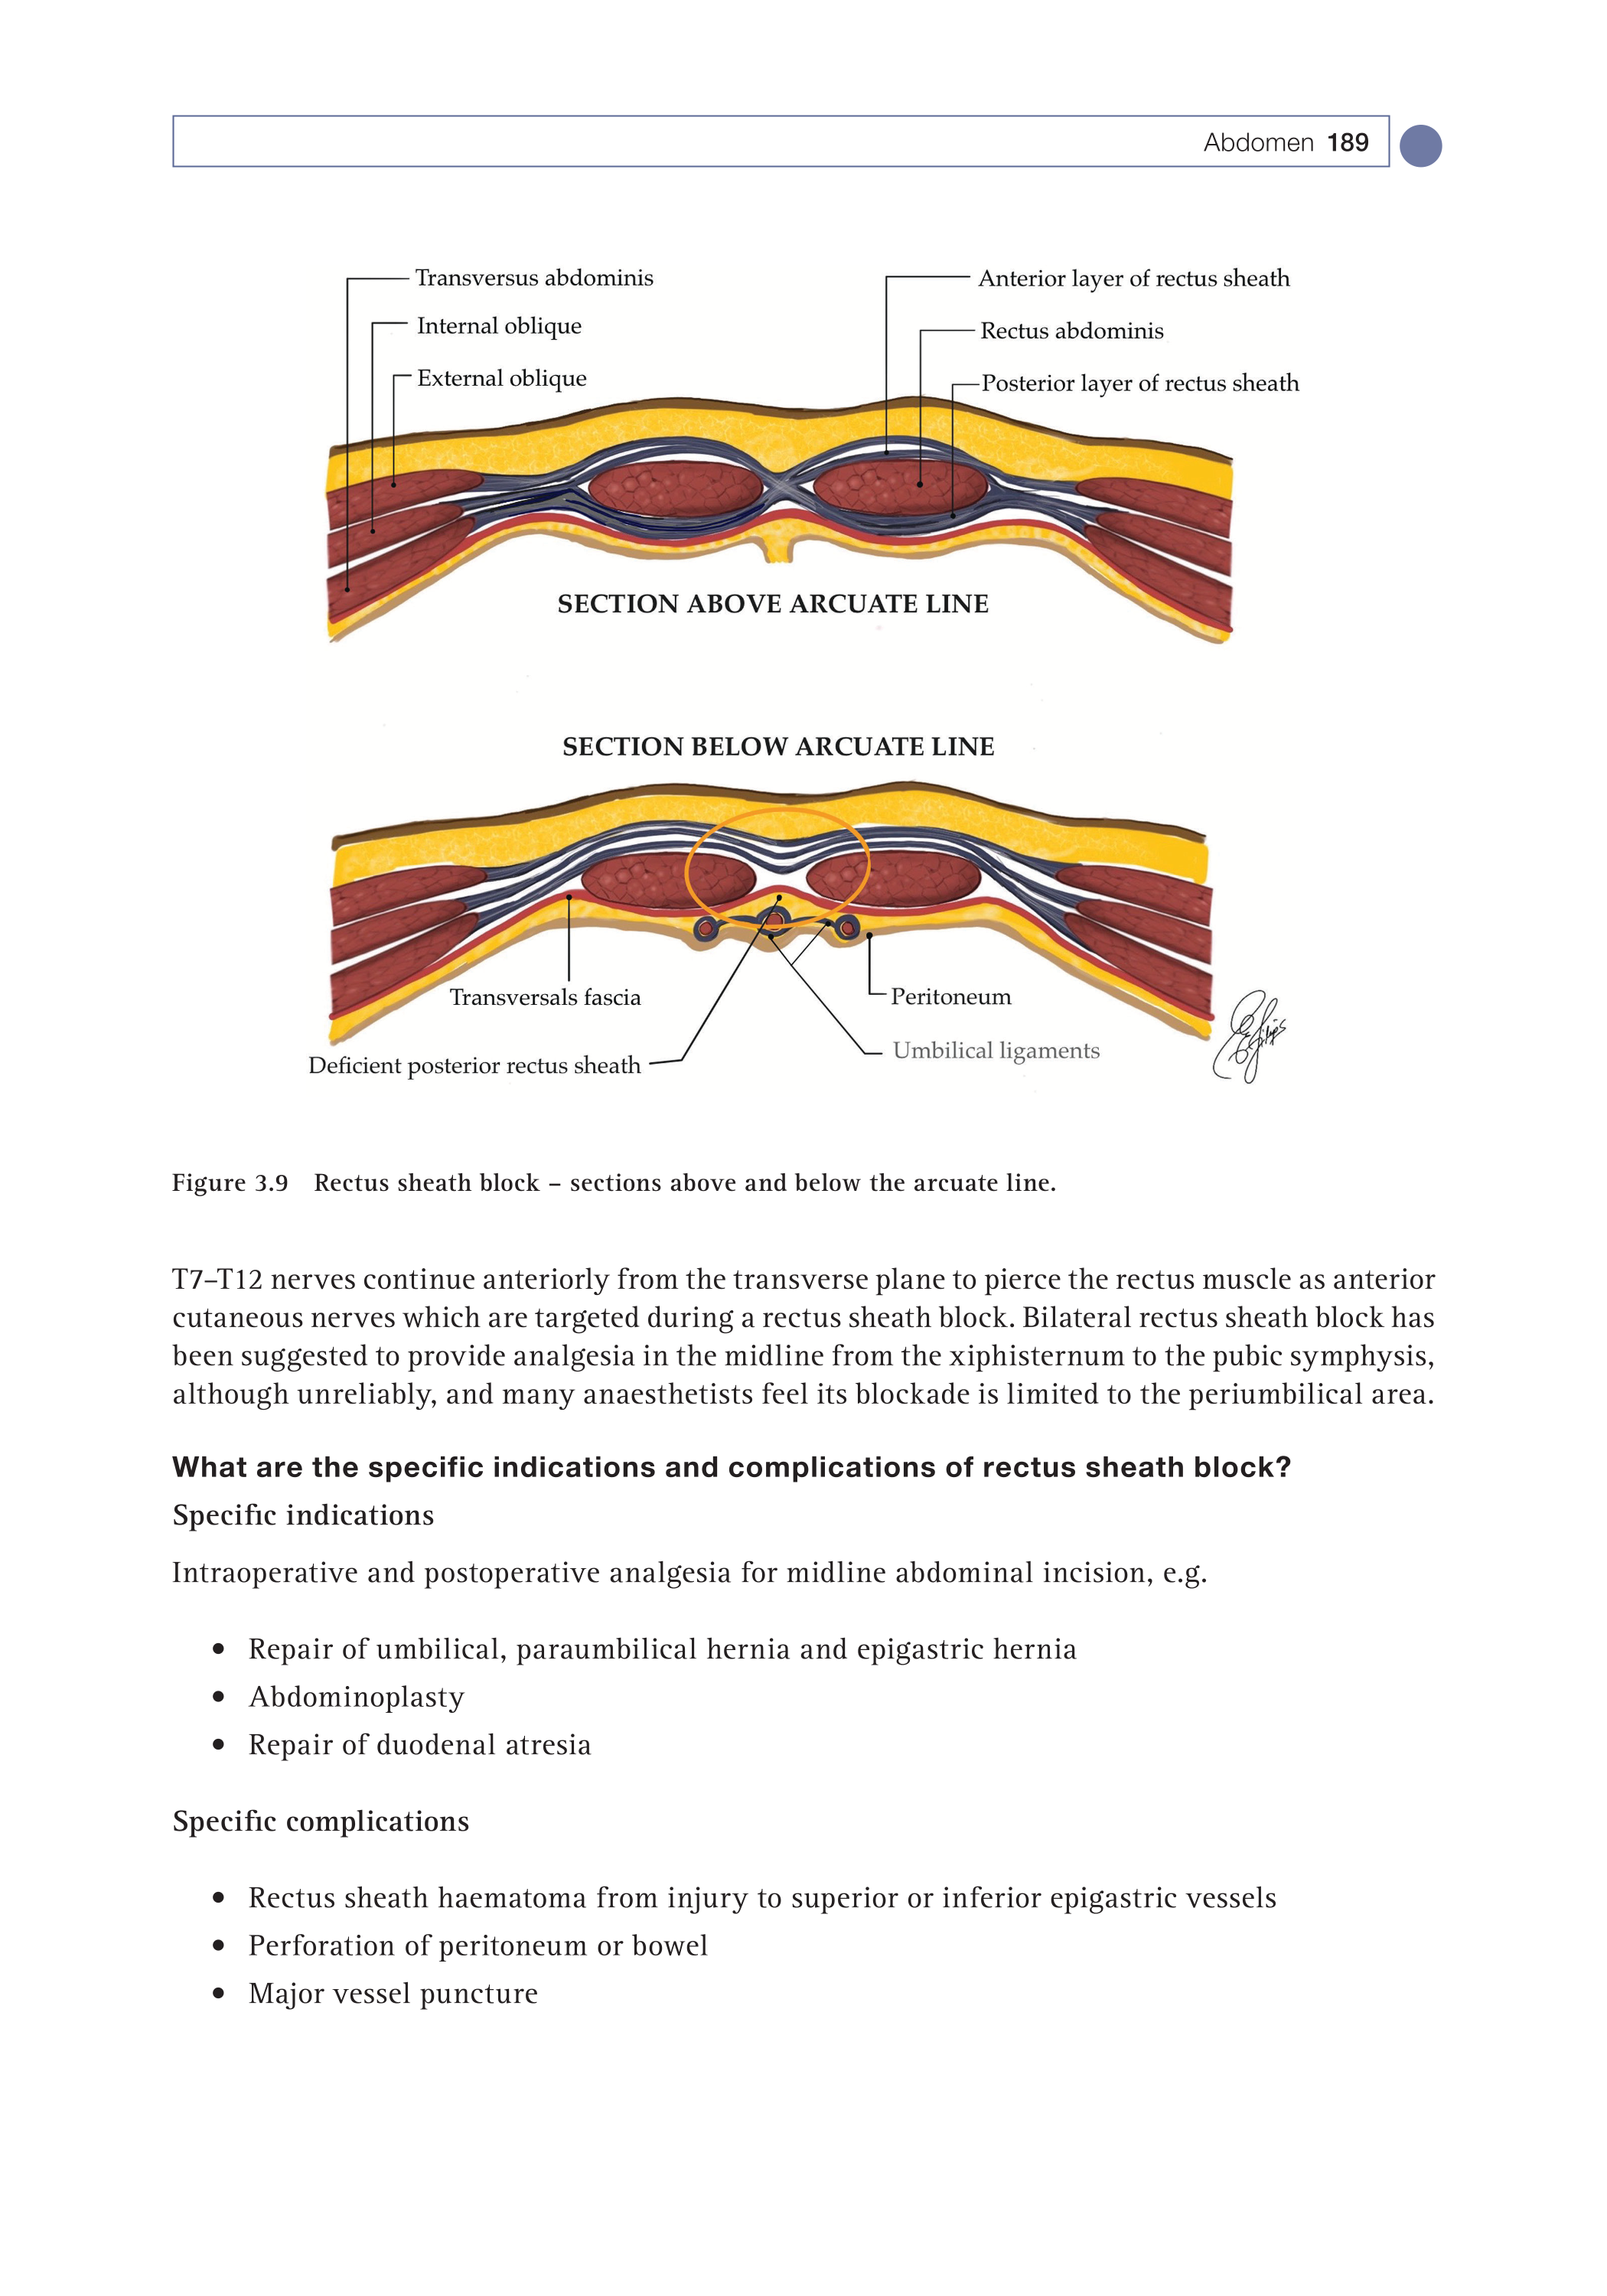 Abdomen 189
Transversus abdominis
Internal oblique
External oblique
Anterior layer of rectus sheath
Rectus abdominis
Posterior layer of rectus sheath
SECTION ABOVE ARCUATE LINE
SECTION BELOW ARCUATE LINE
Transversals fascia
Deficient posterior rectus sheath
Peritoneum
Umbilical ligaments
Figure 3.9 Rectus sheath block – sections above and below the arcuate line.
T7–T12 nerves continue anteriorly from the transverse plane to pierce the rectus muscle as anterior
cutaneous nerves which are targeted during a rectus sheath block. Bilateral rectus sheath block has
been suggested to provide analgesia in the midline from the xiphisternum to the pubic symphysis,
although unreliably, and many anaesthetists feel its blockade is limited to the periumbilical area.
What are the specific indications and complications of rectus sheath block?
Specific indications
Intraoperative and postoperative analgesia for midline abdominal incision, e.g.
• Repair of umbilical, paraumbilical hernia and epigastric hernia
• Abdominoplasty
• Repair of duodenal atresia
Specific complications
• Rectus sheath haematoma from injury to superior or inferior epigastric vessels
• Perforation of peritoneum or bowel
• Major vessel puncture